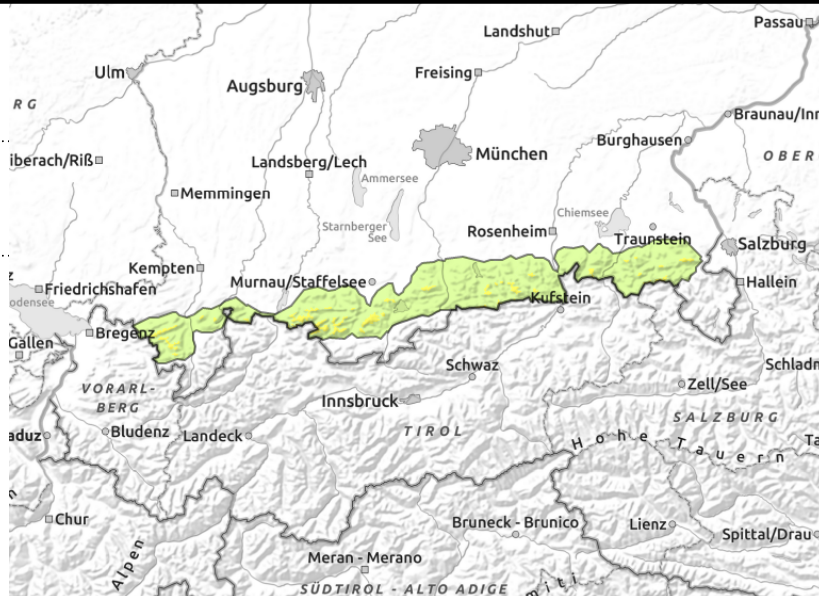 Passau
Landshut
Ulm
Augsburg
Freising
RG
Braunau/Inn
Burghausen
iberach/Riß
Landsberg/Lech
München
OBER
Ammersee
Memmingen
Starnberger
See
Chiemsee
Rosenheim
Traunstein
Salzburg
Kempten
Murnau/Staffelsee
z
Friedrichshafen
Hallein
odensee
Kufstein
Bregenz
Gallen
Schwaz
Schladm
VORARL-
BERG
Zell/See
Innsbruck
SALZBURG
TIROL
aduz
Bludenz
Landeck
Hohe Tauern
Ta
Chur
Bruneck - Brunico
Lienz
Spittal/Drau
Alpen
Meran - Merano
SÜDTIROL - ALTO ADIGE
miti